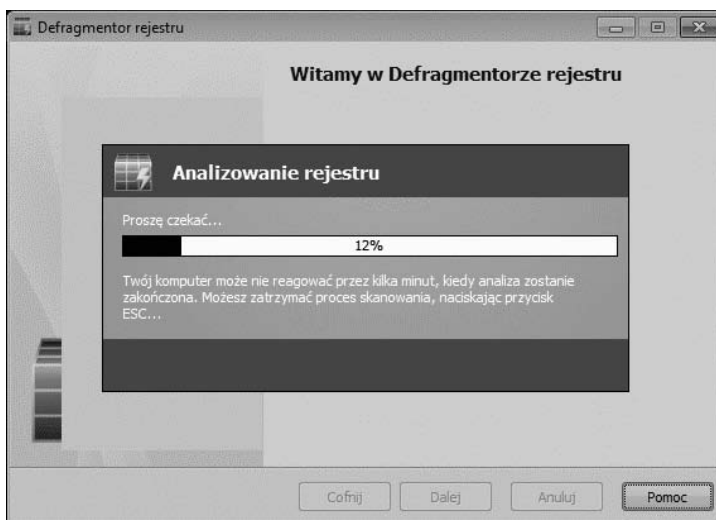 Defragmentor rejestru
Witamy w Defragmentorze rejestru
Analizowanie rejestru
Proszę czekać...
12%
Twój komputer może nie reagować przez kilka minut, kiedy analiza zostanie
zakończona. Możesz zatrzymać proces skanowania, naciskając przycisk
ESC...
Cofnij Dalej Anuluj Pomoc